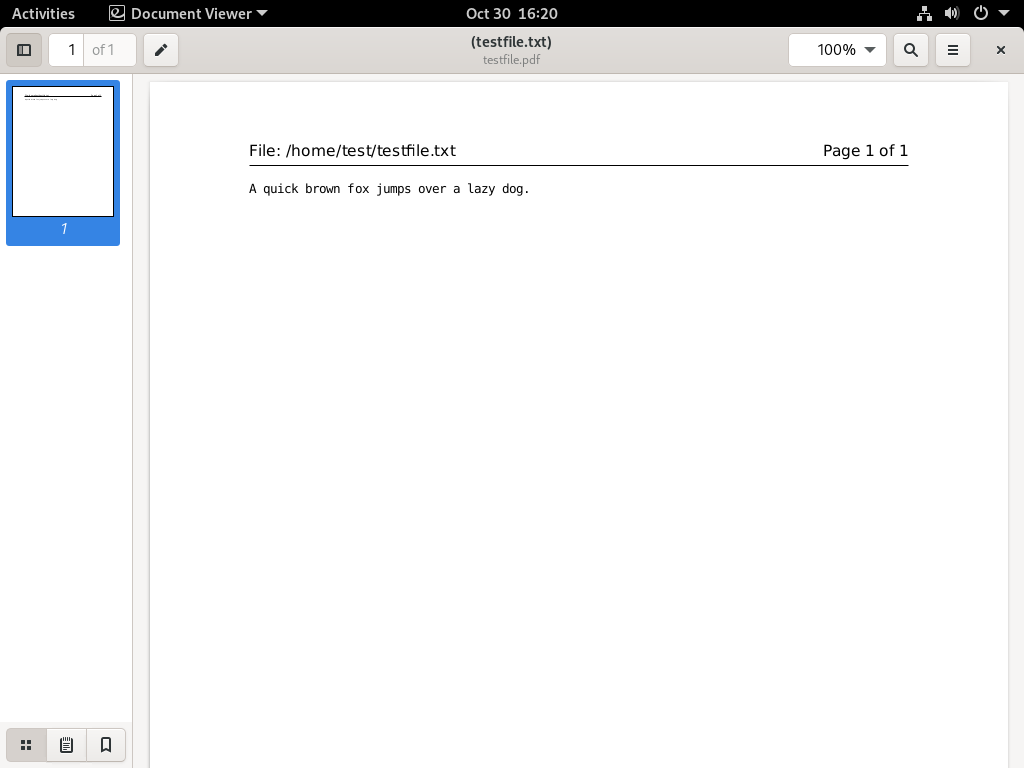 Activities Document Viewer Oct 30 16:20
1 of 1 (testfile.txt) 100%
testfile.pdf
File: /home/test/testfile.txt Page 1 of 1
A quick brown fox jumps over a lazy dog.
1